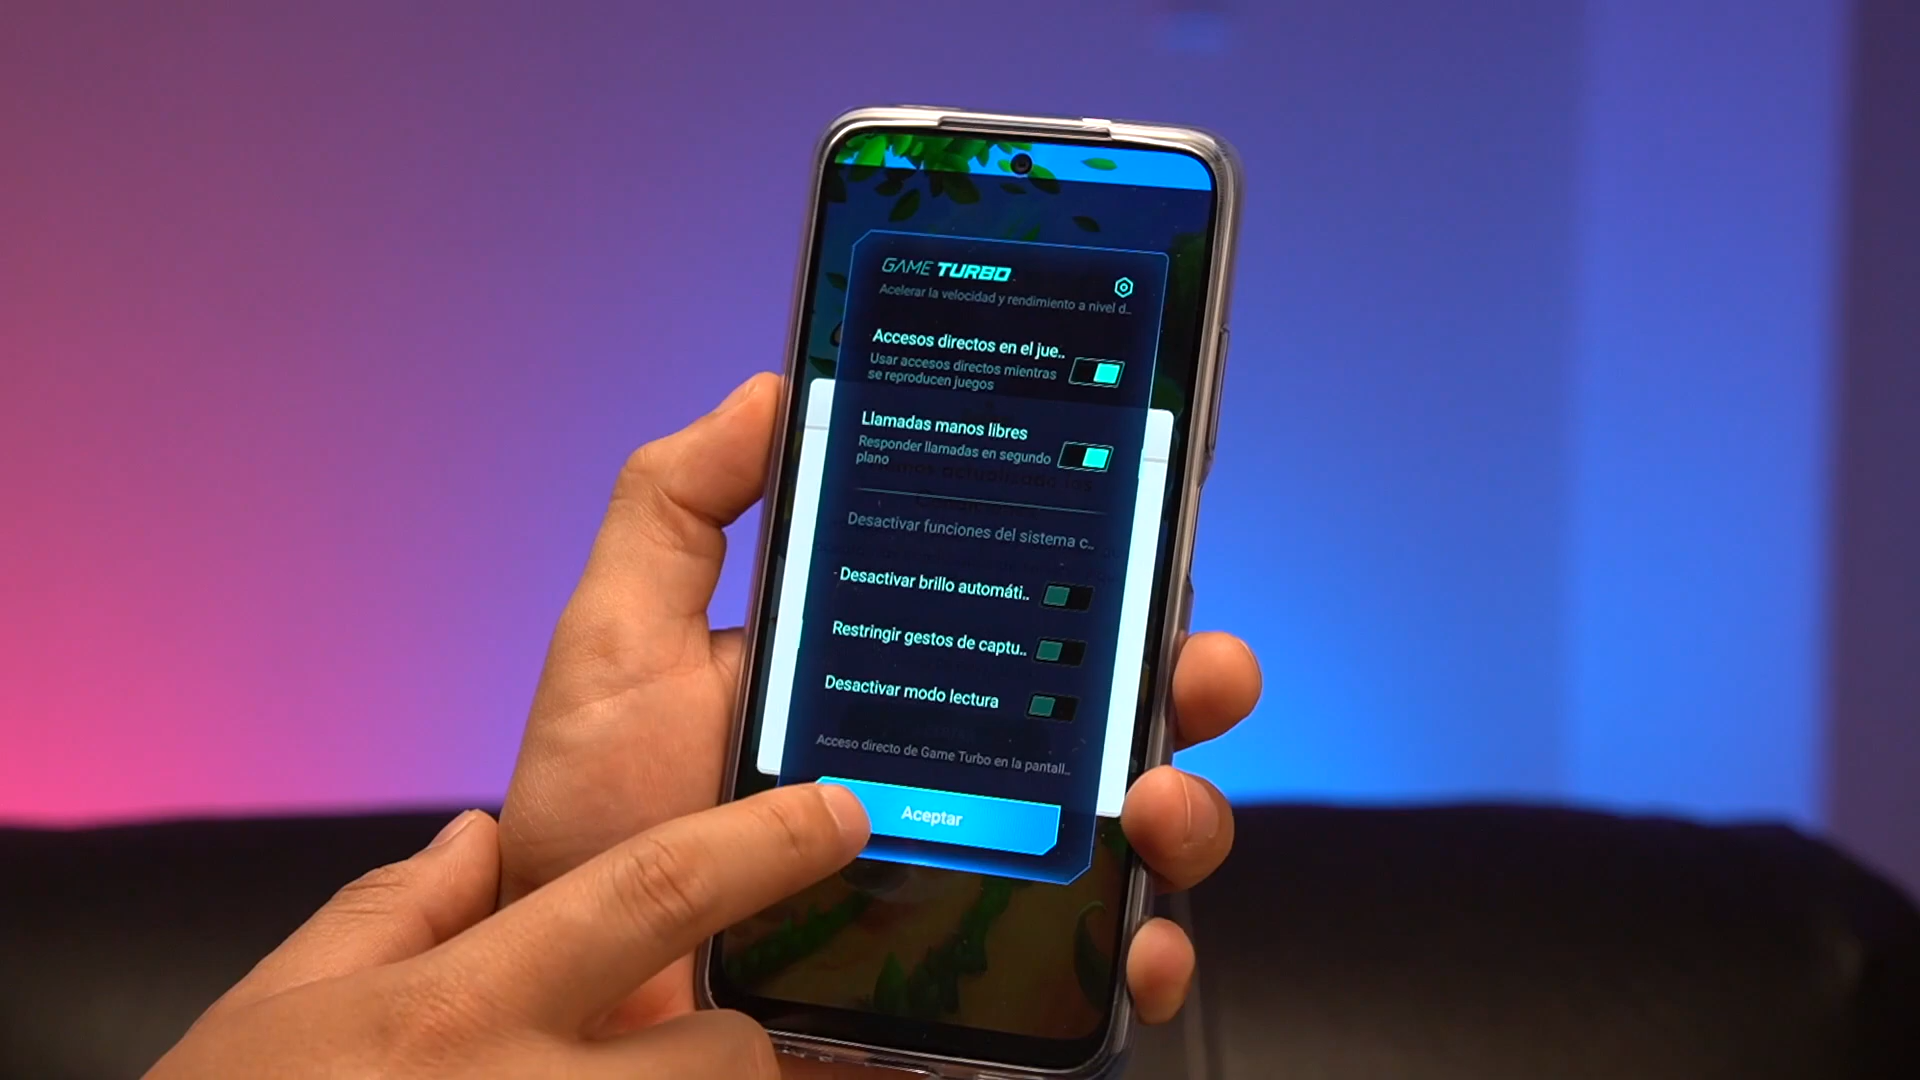 GAME TURBO
Acelerar la velocidad y rendimiento a nivel d..
Accesos directos en el jue..
Usar accesos directos mientras
se reproducen juegos
Llamadas manos libres
Responder llamadas en segundo
plano
Desactivar funciones del sistema c..
Desactivar brillo automáti..
Restringir gestos de captu..
Desactivar modo lectura
Acceso directo de Game Turbo en la pantall..
Aceptar